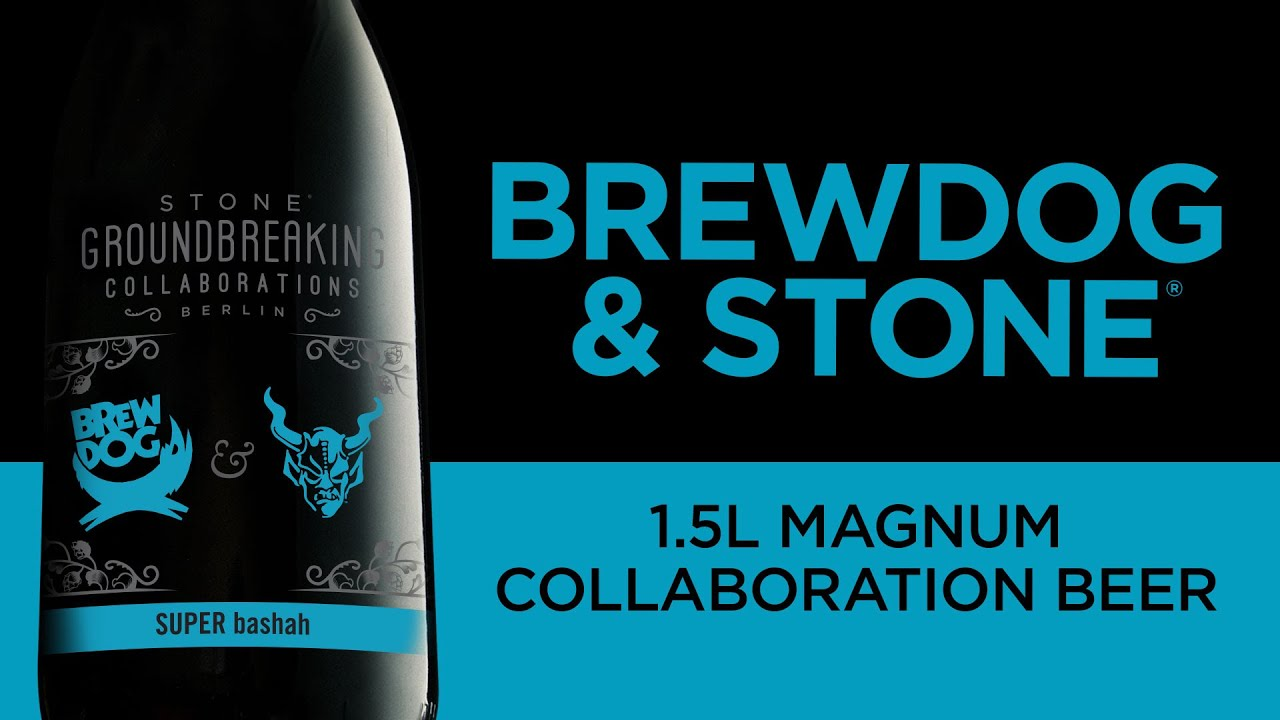 STONE®
GROUNDBREAKING
COLLABORATIONS
BERLIN
BREW
DOG
&
SUPER bashah
BREWDOG
& STONE®
1.5L MAGNUM
COLLABORATION BEER